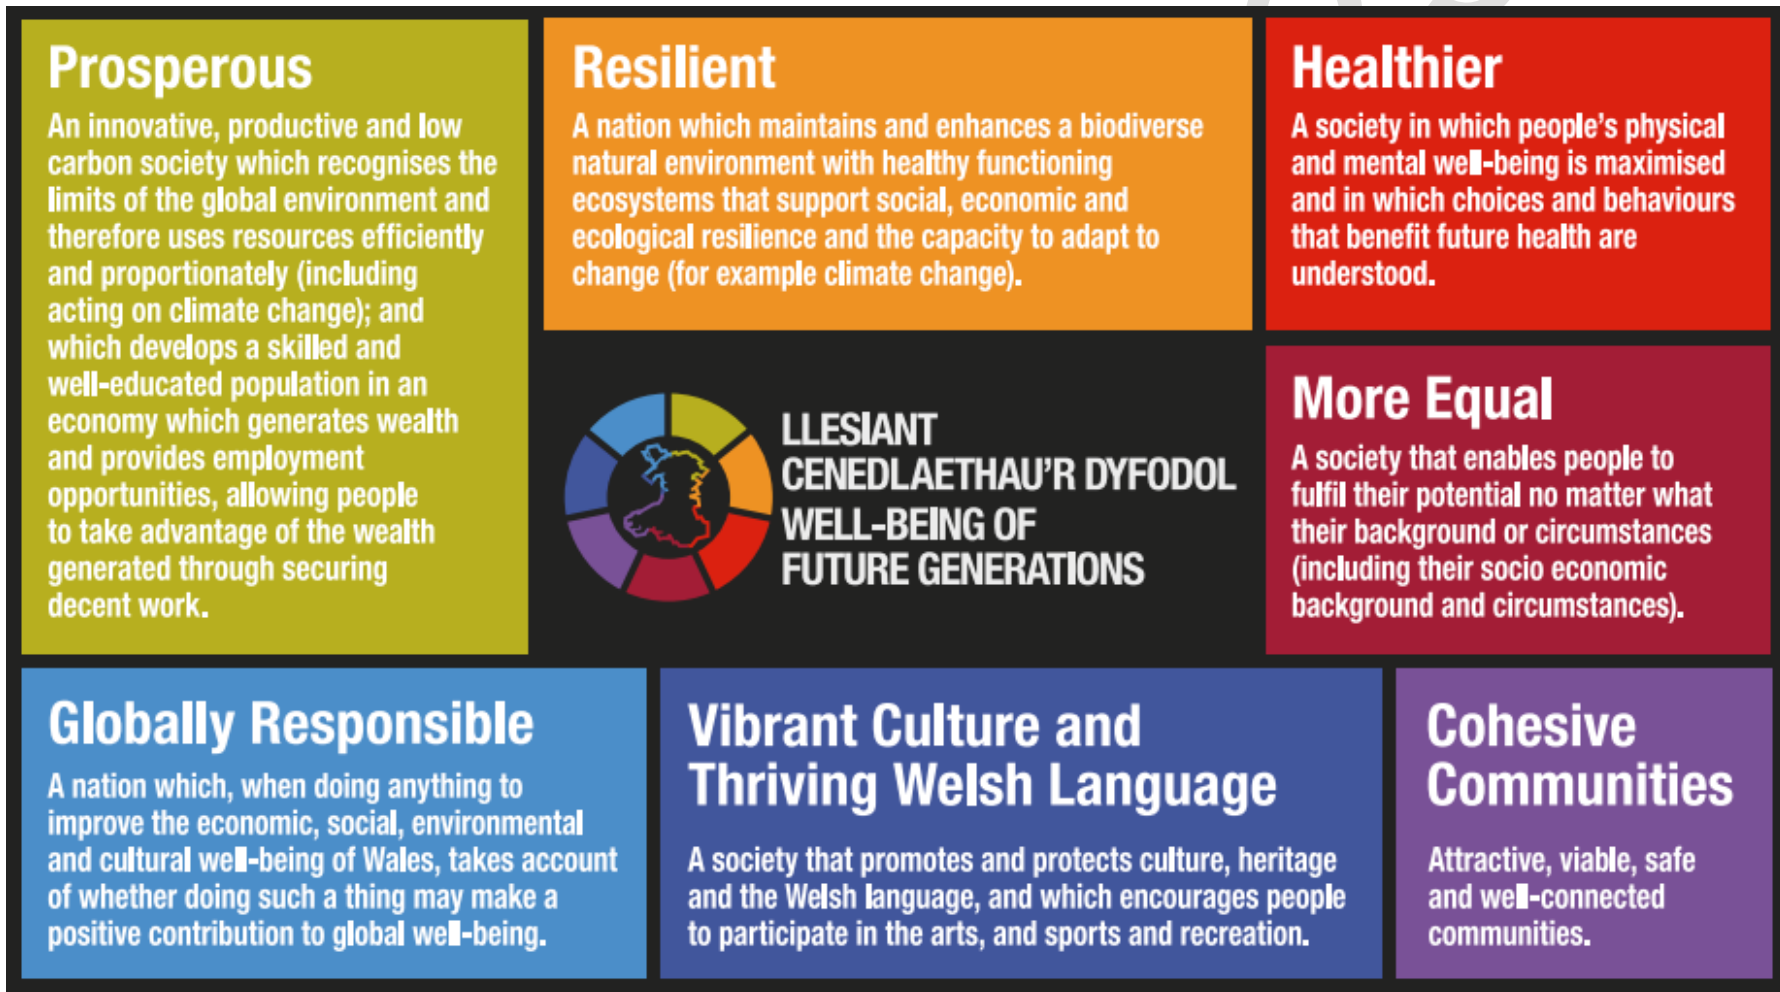 Prosperous
An innovative, productive and low
carbon society which recognises the
limits of the global environment and
therefore uses resources efficiently
and proportionately (including
acting on climate change); and
which develops a skilled and
well-educated population in an
economy which generates wealth
and provides employment
opportunities, allowing people
to take advantage of the wealth
generated through securing
decent work.
Resilient
A nation which maintains and enhances a biodiverse
natural environment with healthy functioning
ecosystems that support social, economic and
ecological resilience and the capacity to adapt to
change (for example climate change).
Healthier
A society in which people's physical
and mental well-being is maximised
and in which choices and behaviours
that benefit future health are
understood.
LLESIANT
CENEDLAETHAU'R DYFODOL
WELL-BEING OF
FUTURE GENERATIONS
More Equal
A society that enables people to
fulfil their potential no matter what
their background or circumstances
(including their socio economic
background and circumstances).
Globally Responsible
A nation which, when doing anything to
improve the economic, social, environmental
and cultural well-being of Wales, takes account
of whether doing such a thing may make a
positive contribution to global well-being.
Vibrant Culture and
Thriving Welsh Language
A society that promotes and protects culture, heritage
and the Welsh language, and which encourages people
to participate in the arts, and sports and recreation.
Cohesive
Communities
Attractive, viable, safe
and well-connected
communities.